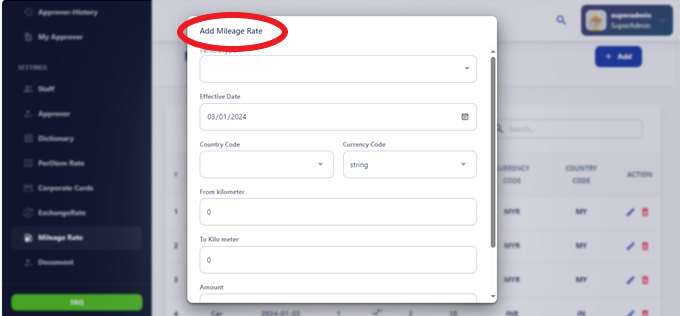 Approver-History
My Approver
SETTINGS
Staff
Approver
Dictionary
PerDiem Rate
Corporate Cards
ExchangeRate
Mileage Rate
Document
FAQ
Add Mileage Rate
Effective Date
03/01/2024
Country Code
Currency Code
string
From kilometer
0
To Kilo meter
0
Amount
superadmin
SuperAdmin
+ Add
Search...
CURRENCY CODE
COUNTRY CODE
ACTION
#
1 MYR MY
2 MYR MY
3 MYR MY
4 Car 2024-01-03 1 2 10 INR IN